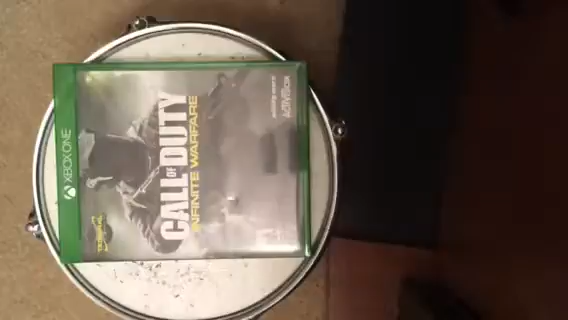 XBOX ONE
CALL OF DUTY
INFINITE WARFARE
ACTIVISION